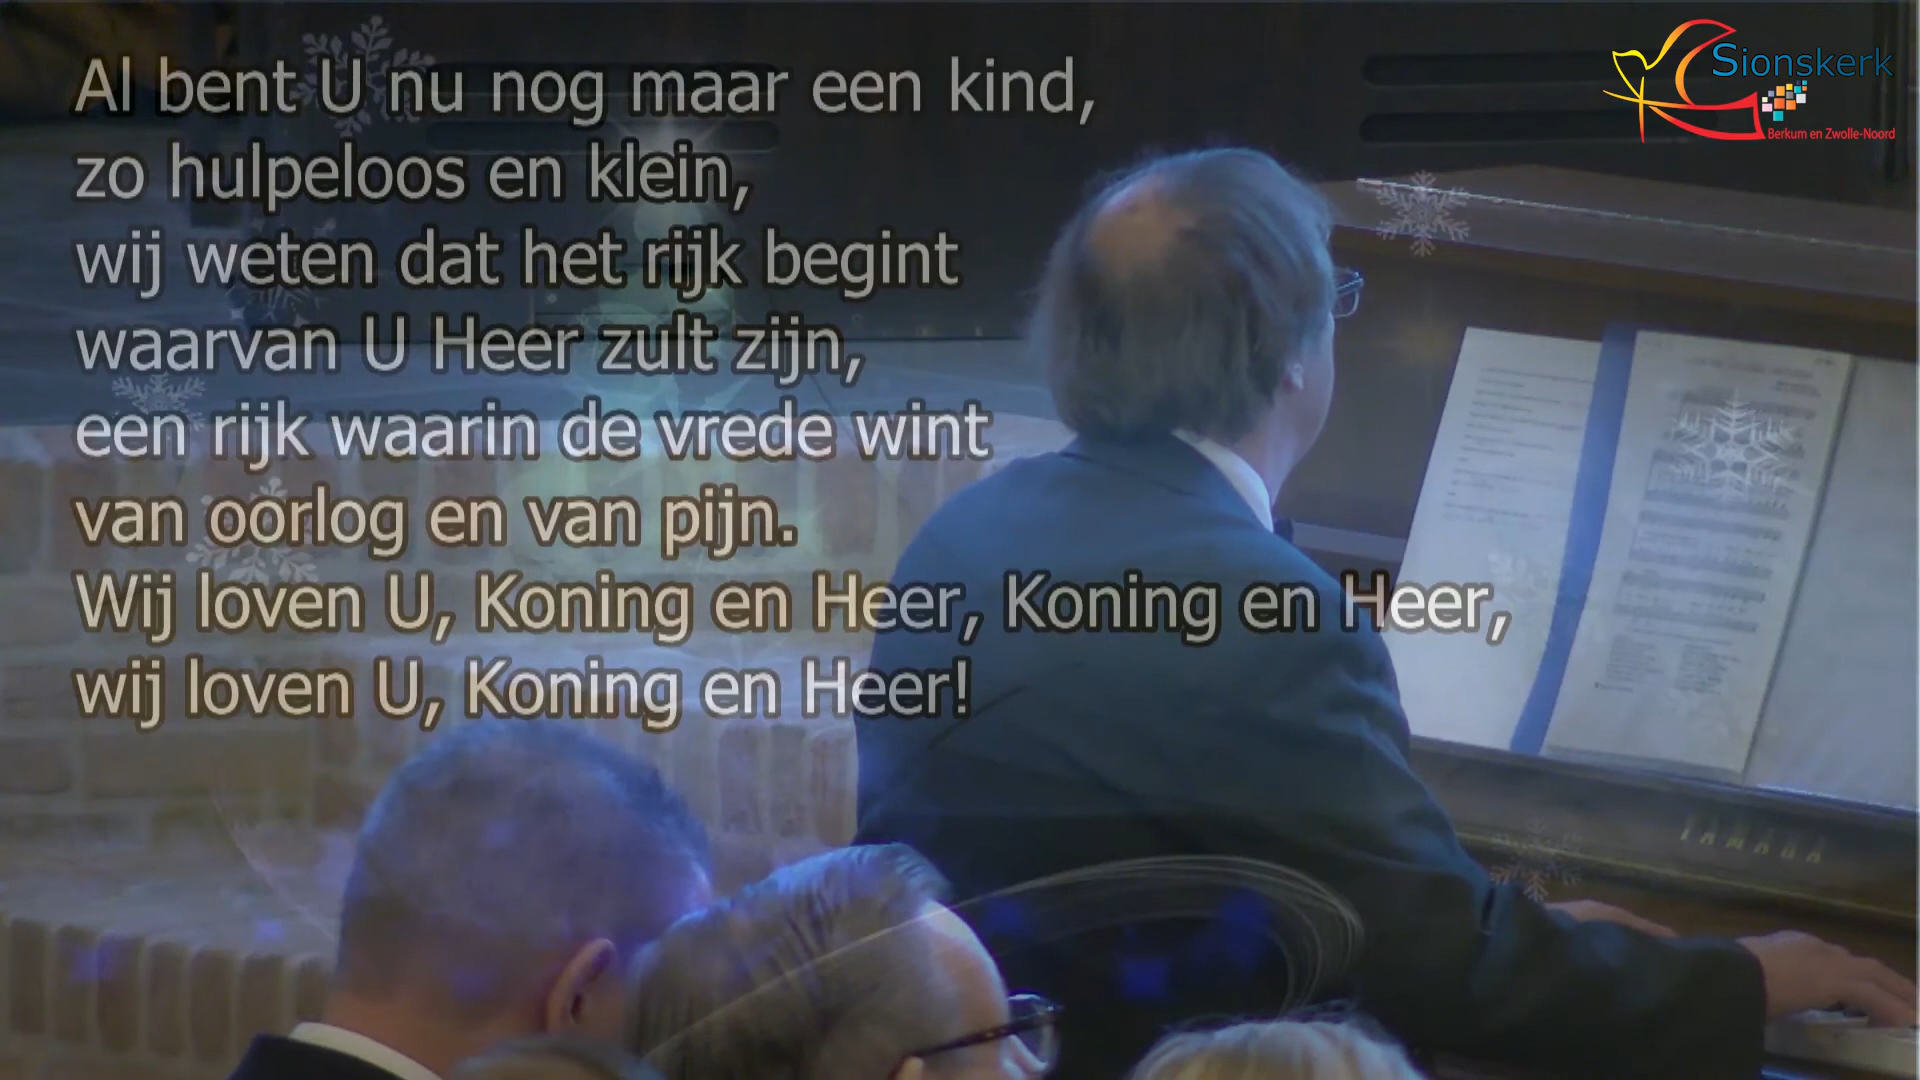 Al bent U nu nog maar een kind,
zo hulpeloos en klein,
wij weten dat het rijk begint
waarvan U Heer zult zijn,
een rijk waarin de vrede wint
van oorlog en van pijn.
Wij loven U, Koning en Heer, Koning en Heer,
wij loven U, Koning en Heer!
Sionskerk
Berkum en Zwolle-Noord
YAMAHA